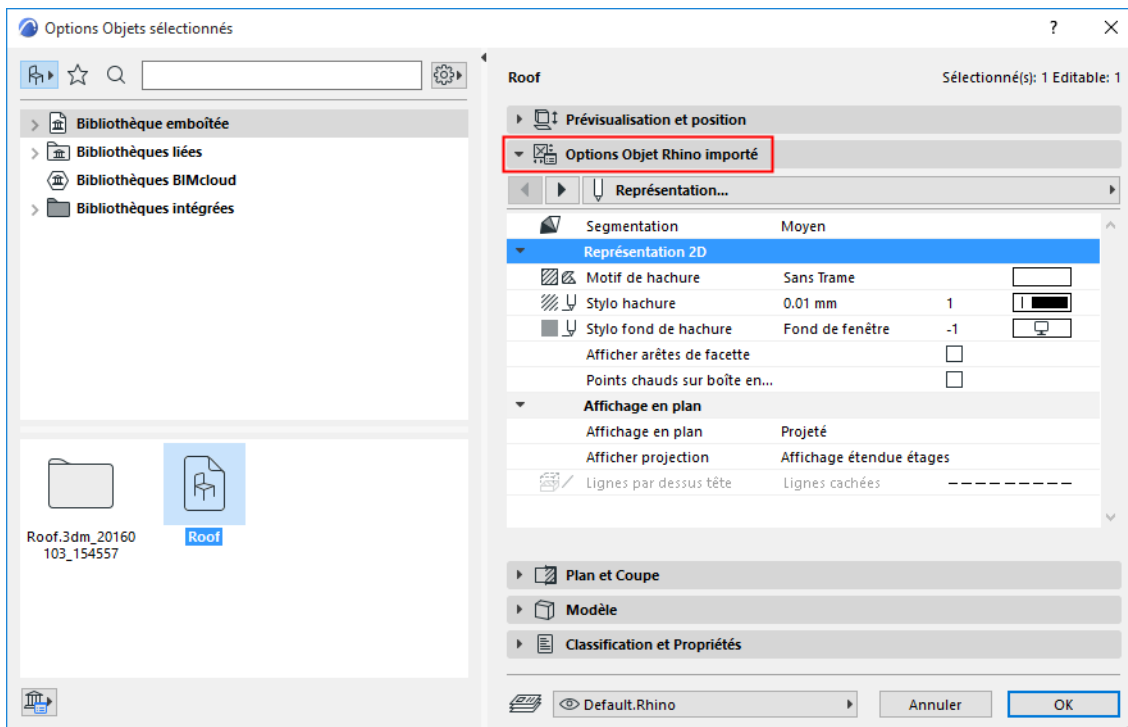 Options Objets sélectionnés
?
Bibliothèque emboîtée
Bibliothèques liées
Bibliothèques BIMcloud
Bibliothèques intégrées
Roof.3dm_20160
103_154557
Roof
Roof Sélectionné(s): 1 Editable: 1
Prévisualisation et position
Options Objet Rhino importé
Représentation...
Segmentation Moyen
Représentation 2D
Motif de hachure Sans Trame
Stylo hachure 0.01 mm 1
Stylo fond de hachure Fond de fenêtre -1
Afficher arêtes de facette
Points chauds sur boîte en...
Affichage en plan
Affichage en plan Projeté
Afficher projection Affichage étendue étages
Lignes par dessus tête Lignes cachées
Plan et Coupe
Modèle
Classification et Propriétés
Default.Rhino Annuler OK